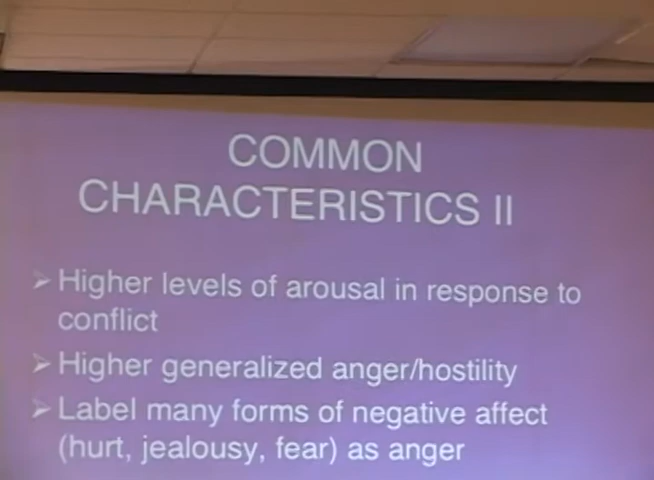 COMMON
CHARACTERISTICS II
➢ Higher levels of arousal in response to
conflict
➢ Higher generalized anger/hostility
➢ Label many forms of negative affect
(hurt, jealousy, fear) as anger